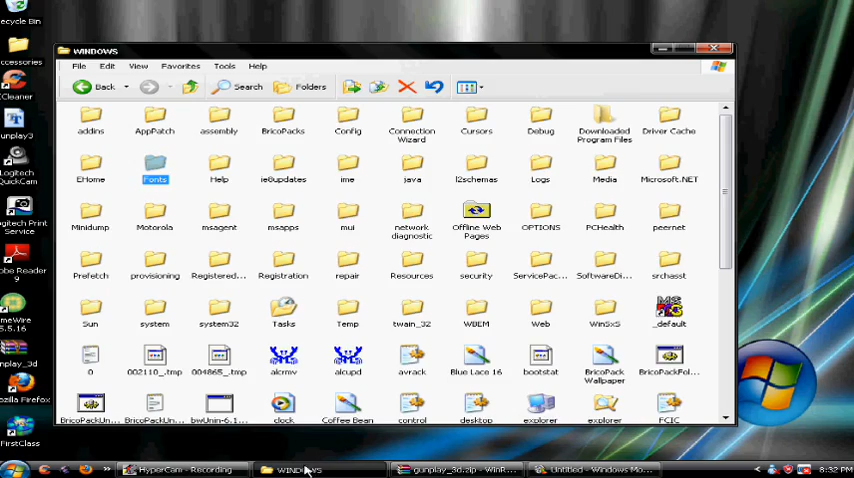 ecycle Bin
ccessories
CCleaner
gunplay3
Logitech
QuickCam
ogitech Print
Service
dobe Reader
9
meWire
5.5.16
nplay_3d
ozilla Firefox
FirstClass
WINDOWS
File Edit View Favorites Tools Help
Back Search Folders
addins AppPatch assembly BricoPacks Config Connection Wizard Cursors Debug Downloaded Program Files Driver Cache
EHome Fonts Help ie8updates ime java l2schemas Logs Media Microsoft.NET
Minidump Motorola msagent msapps mui network diagnostic Offline Web Pages OPTIONS PCHealth peernet
Prefetch provisioning Registered... Registration repair Resources security ServicePac... SoftwareDi... srchasst
Sun system system32 Tasks Temp twain_32 WBEM Web WinSxS _default
0 002110_.tmp 004865_.tmp alcrmv alcupd avrack Blue Lace 16 bootstat BricoPack Wallpaper BricoPackFol...
BricoPackUn... BricoPackUn... bwUnin-6.1... clock Coffee Bean control desktop explorer explorer FCIC
HyperCam - Recording WINDOWS gunplay_3d.zip - WinR... Untitled - Windows Mo... 8:32 PM